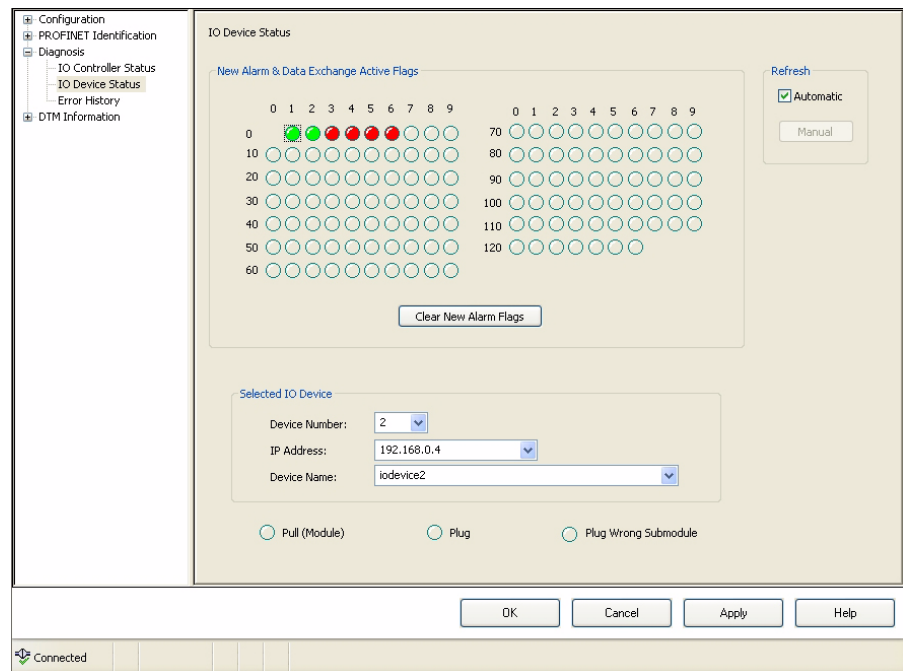 Configuration
PROFINET Identification
Diagnosis
IO Controller Status
IO Device Status
Error History
DTM Information
IO Device Status
New Alarm & Data Exchange Active Flags
0 1 2 3 4 5 6 7 8 9
0
10
20
30
40
50
60
0 1 2 3 4 5 6 7 8 9
70
80
90
100
110
120
Clear New Alarm Flags
Refresh
Automatic
Manual
Selected IO Device
Device Number: 2
IP Address: 192.168.0.4
Device Name: iodevice2
Pull (Module) Plug Plug Wrong Submodule
OK Cancel Apply Help
Connected